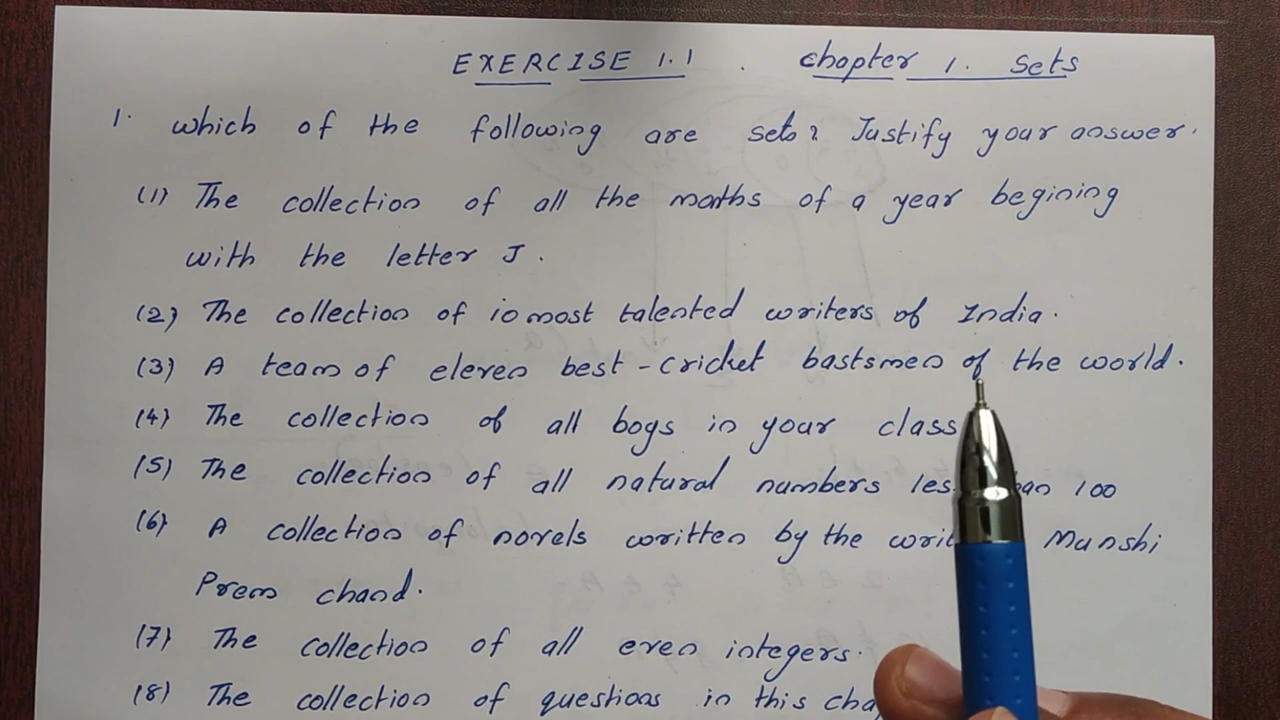 EXERCISE 1.1 . Chapter 1. Sets
1. which of the following are sets? Justify your answer.
(1) The collection of all the months of a year begining
with the letter J.
(2) The collection of 10 most talented writers of India.
(3) A team of eleven best-cricket bastsmen of the world.
(4) The collection of all boys in your class
(5) The collection of all natural numbers 100
(6) A collection of novels written by the Munshi
Prem chand.
(7) The collection of all even integers.
(8) The collection of questions in this